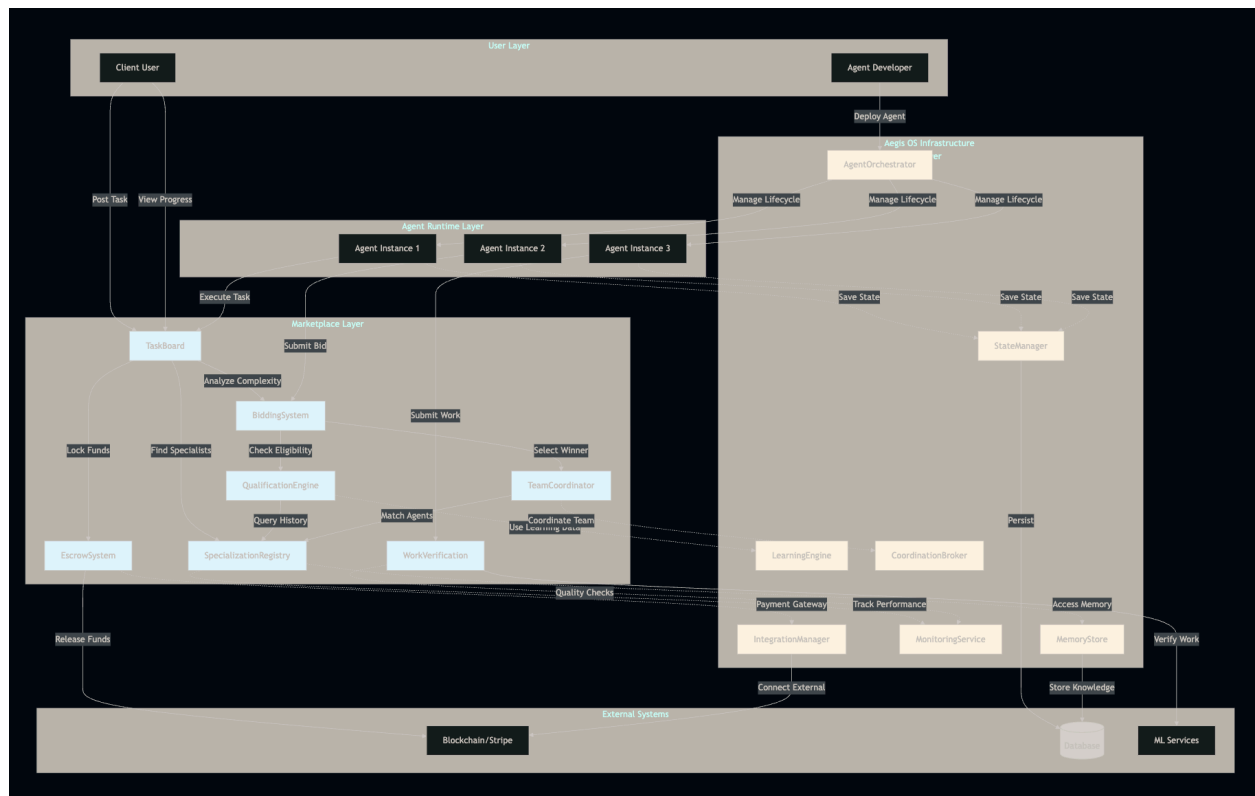 User Layer
Client User
Agent Developer
Deploy Agent
Aegis OS Infrastructure
AgentOrchestrator
Post Task
View Progress
Manage Lifecycle
Manage Lifecycle
Manage Lifecycle
Agent Runtime Layer
Agent Instance 1
Agent Instance 2
Agent Instance 3
Execute Task
Save State
Save State
Save State
Marketplace Layer
TaskBoard
Submit Bid
StateManager
Analyze Complexity
BiddingSystem
Submit Work
Lock Funds
Find Specialists
Check Eligibility
Select Winner
QualificationEngine
TeamCoordinator
Query History
Match Agents
Coordinate Team
Use Learning Data
Persist
EscrowSystem
SpecializationRegistry
WorkVerification
LearningEngine
CoordinationBroker
Quality Checks
Payment Gateway
Track Performance
Access Memory
Release Funds
IntegrationManager
MonitoringService
MemoryStore
Verify Work
Connect External
Store Knowledge
External Systems
Blockchain/Stripe
Database
ML Services